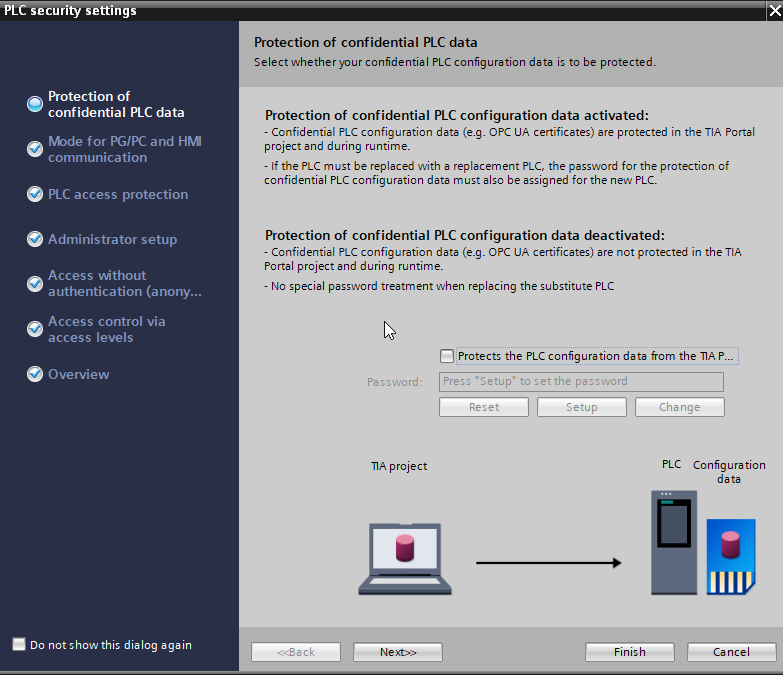 PLC security settings
Protection of
confidential PLC data
Mode for PG/PC and HMI
communication
PLC access protection
Administrator setup
Access without
authentication (anony...
Access control via
access levels
Overview
Do not show this dialog again
Protection of confidential PLC data
Select whether your confidential PLC configuration data is to be protected.
Protection of confidential PLC configuration data activated:
- Confidential PLC configuration data (e.g. OPC UA certificates) are protected in the TIA Portal
project and during runtime.
- If the PLC must be replaced with a replacement PLC, the password for the protection of
confidential PLC configuration data must also be assigned for the new PLC.
Protection of confidential PLC configuration data deactivated:
- Confidential PLC configuration data (e.g. OPC UA certificates) are not protected in the TIA
Portal project and during runtime.
- No special password treatment when replacing the substitute PLC
Protects the PLC configuration data from the TIA P...
Password: Press "Setup" to set the password
Reset Setup Change
TIA project PLC Configuration
data
<<Back Next>> Finish Cancel